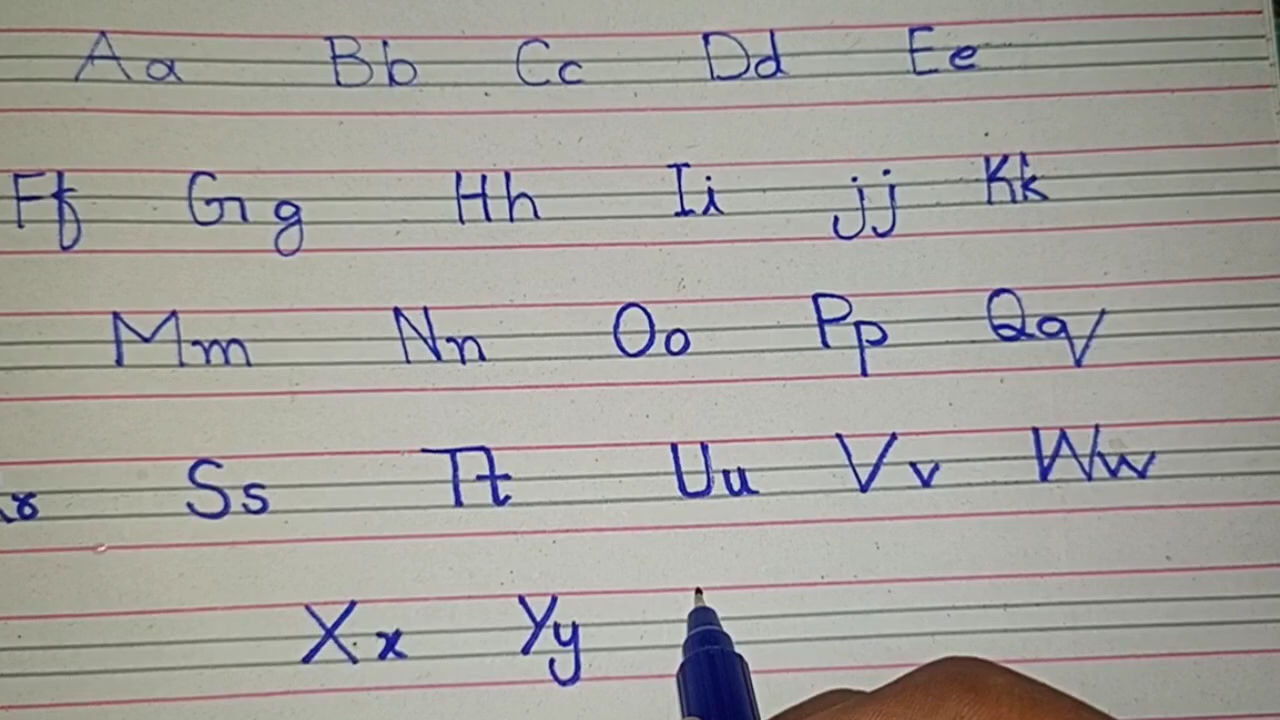 Aa Bb Cc Dd Ee
Ff Gg Hh Ii jj Kk
Mm Nn Oo Pp Qq
Ss Tt Uu Vv Ww
Xx Yy